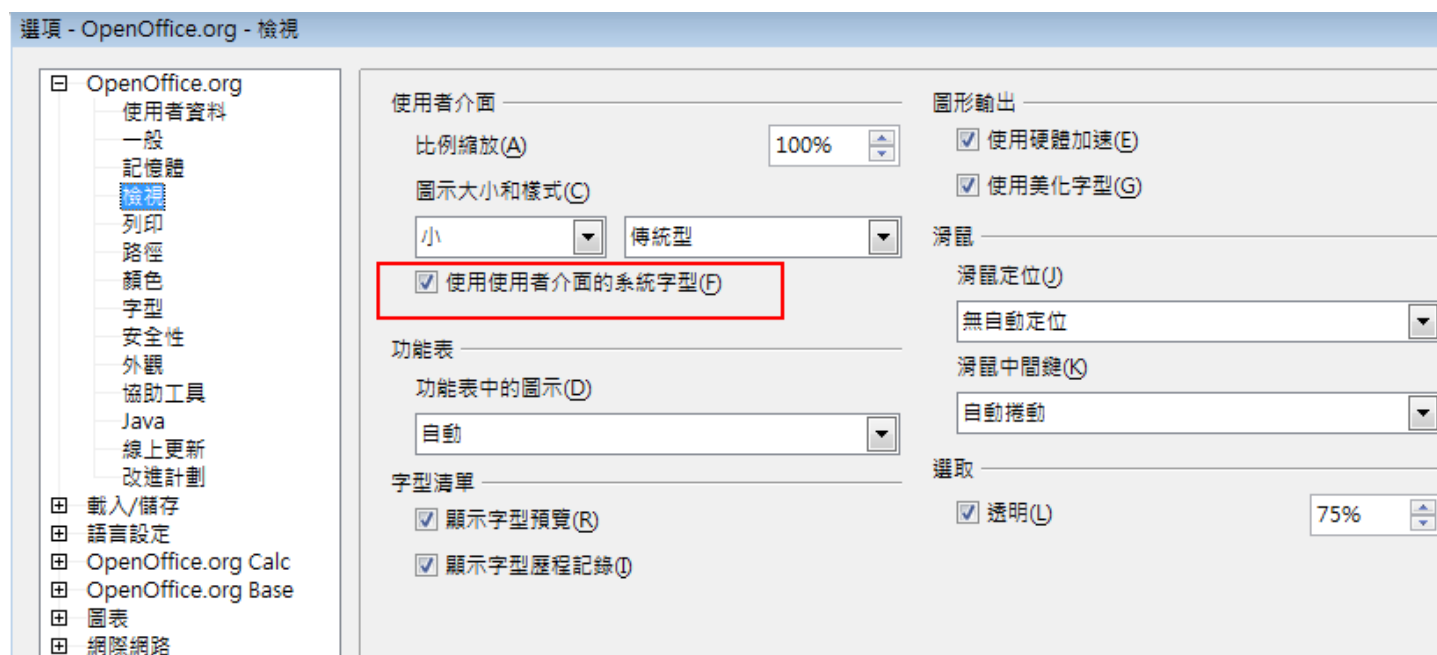 選項 - OpenOffice.org - 檢視
OpenOffice.org
使用者資料
一般
記憶體
檢視
列印
路徑
顏色
字型
安全性
外觀
協助工具
Java
線上更新
改進計劃
載入/儲存
語言設定
OpenOffice.org Calc
OpenOffice.org Base
圖表
網際網路
使用者介面
比例縮放(A)
100%
圖示大小和樣式(C)
小
傳統型
使用使用者介面的系統字型(F)
功能表
功能表中的圖示(D)
自動
字型清單
顯示字型預覽(R)
顯示字型歷程記錄(I)
圖形輸出
使用硬體加速(E)
使用美化字型(G)
滑鼠
滑鼠定位(J)
無自動定位
滑鼠中間鍵(K)
自動捲動
選取
透明(L)
75%